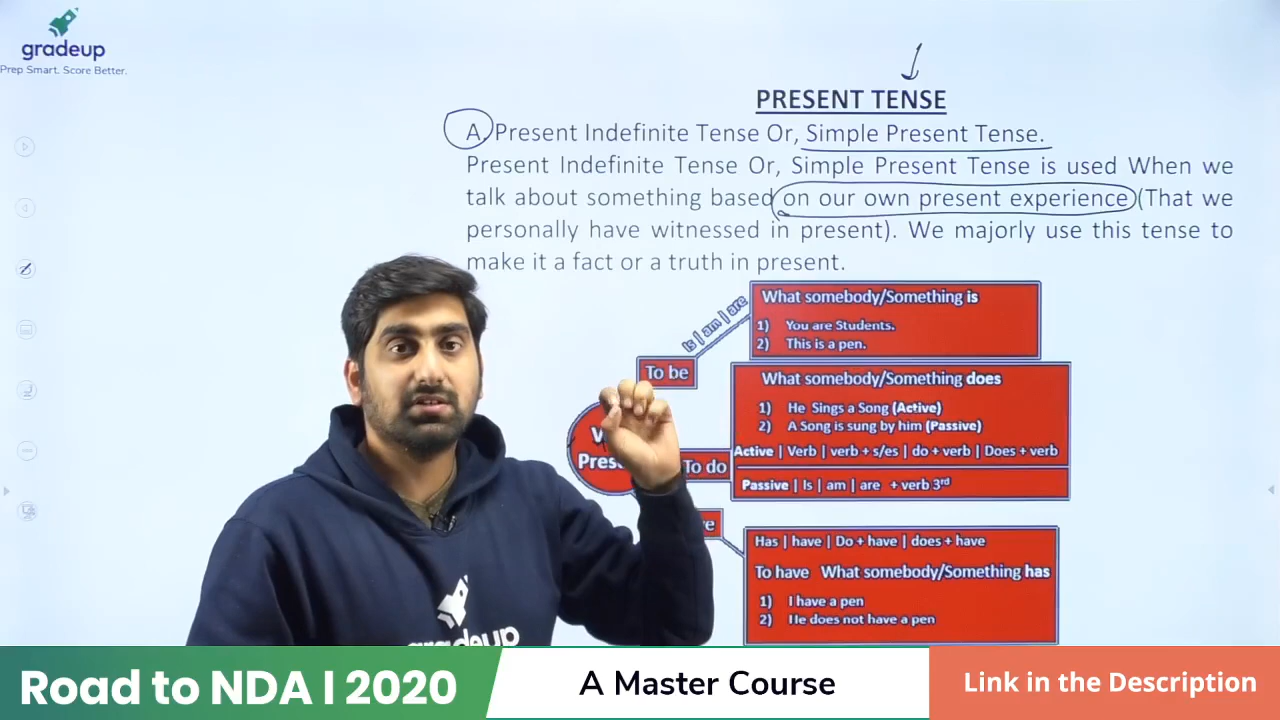 gradeup
Prep Smart. Score Better.
PRESENT TENSE
A. Present Indefinite Tense Or, Simple Present Tense.
Present Indefinite Tense Or, Simple Present Tense is used When we
talk about something based on our own present experience (That we
personally have witnessed in present). We majorly use this tense to
make it a fact or a truth in present.
Is | am | are
What somebody/Something is
1) You are Students.
2) This is a pen.
To be
What somebody/Something does
1) He Sings a Song (Active)
2) A Song is sung by him (Passive)
Active | Verb | verb + s/es | do + verb | Does + verb
Passive | Is | am | are + verb 3rd
To do
Has | have | Do + have | does + have
To have What somebody/Something has
1) I have a pen
2) He does not have a pen
gradeup
Road to NDA | 2020
A Master Course
Link in the Description